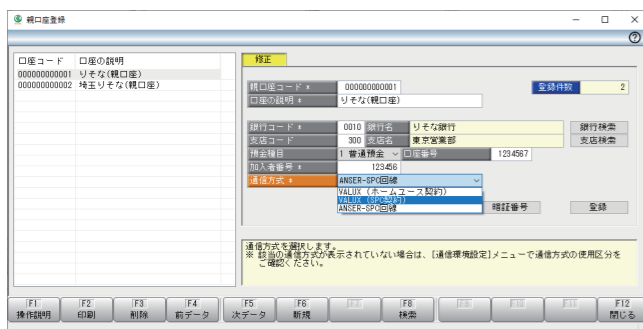 親口座登録
口座コード 口座の説明
000000000001 りそな(親口座)
000000000002 埼玉りそな(親口座)
修正
親口座コード * 000000000001 登録件数 2
口座の説明 * りそな(親口座)
銀行コード * 0010 銀行名 りそな銀行 銀行検索
支店コード * 300 支店名 東京営業部 支店検索
預金種目 1 普通預金 口座番号 1234567
加入者番号 * 123456
通信方式 * ANSER-SPC回線
VALUX (ホームユース契約)
VALUX (SPC契約)
ANSER-SPC回線
暗証番号 登録
通信方式を選択します。
※ 該当の通信方式が表示されていない場合は、[通信環境設定]メニューで通信方式の使用区分を
ご確認ください。
F1 F2 F3 F4 F5 F6 F7 F8 F9 F10 F11 F12
操作説明 印刷 削除 前データ 次データ 新規 検索 閉じる